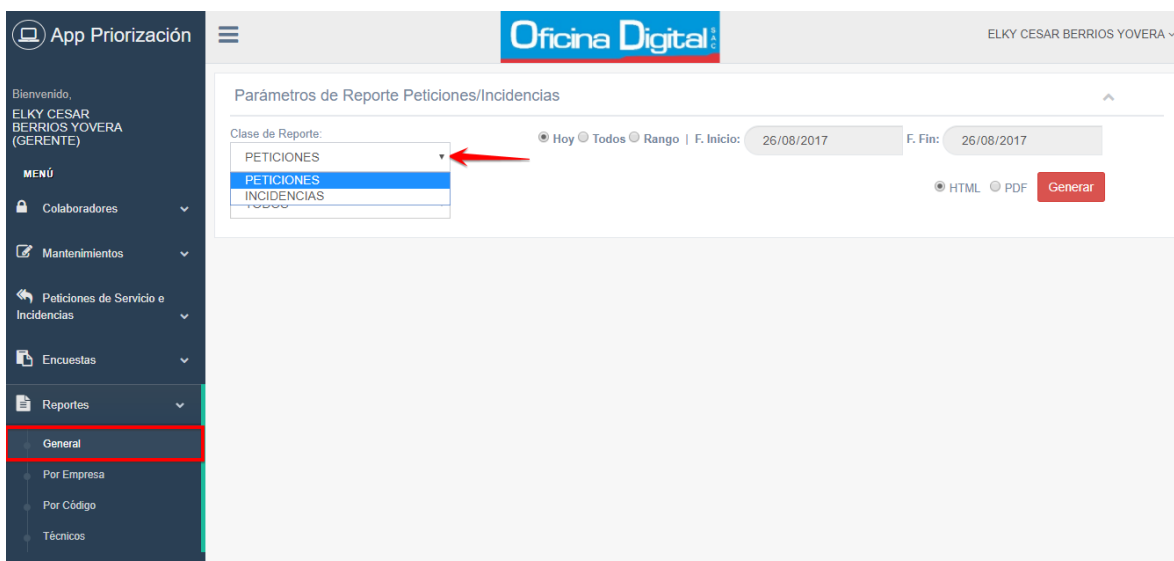 App Priorización
Oficina Digital SAC
ELKY CESAR BERRIOS YOVERA
Bienvenido,
ELKY CESAR
BERRIOS YOVERA
(GERENTE)
MENÚ
Colaboradores
Mantenimientos
Peticiones de Servicio e
Incidencias
Encuestas
Reportes
General
Por Empresa
Por Código
Técnicos
Parámetros de Reporte Peticiones/Incidencias
Clase de Reporte:
PETICIONES
PETICIONES
INCIDENCIAS
TODOS
Hoy Todos Rango | F. Inicio: 26/08/2017 F. Fin: 26/08/2017
HTML PDF Generar